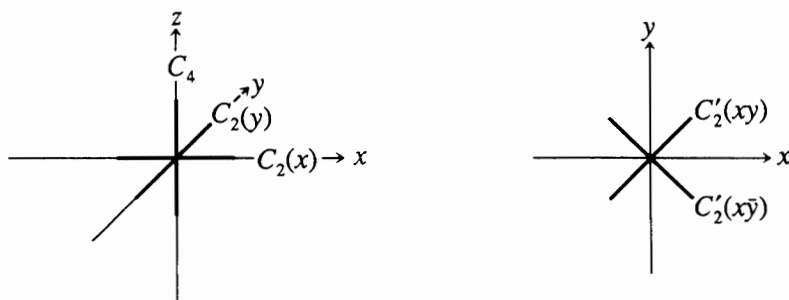 z
C₄
y
C₂(y)
C₂(x) → x
y
C′₂(xy)
x
C′₂(xȳ)